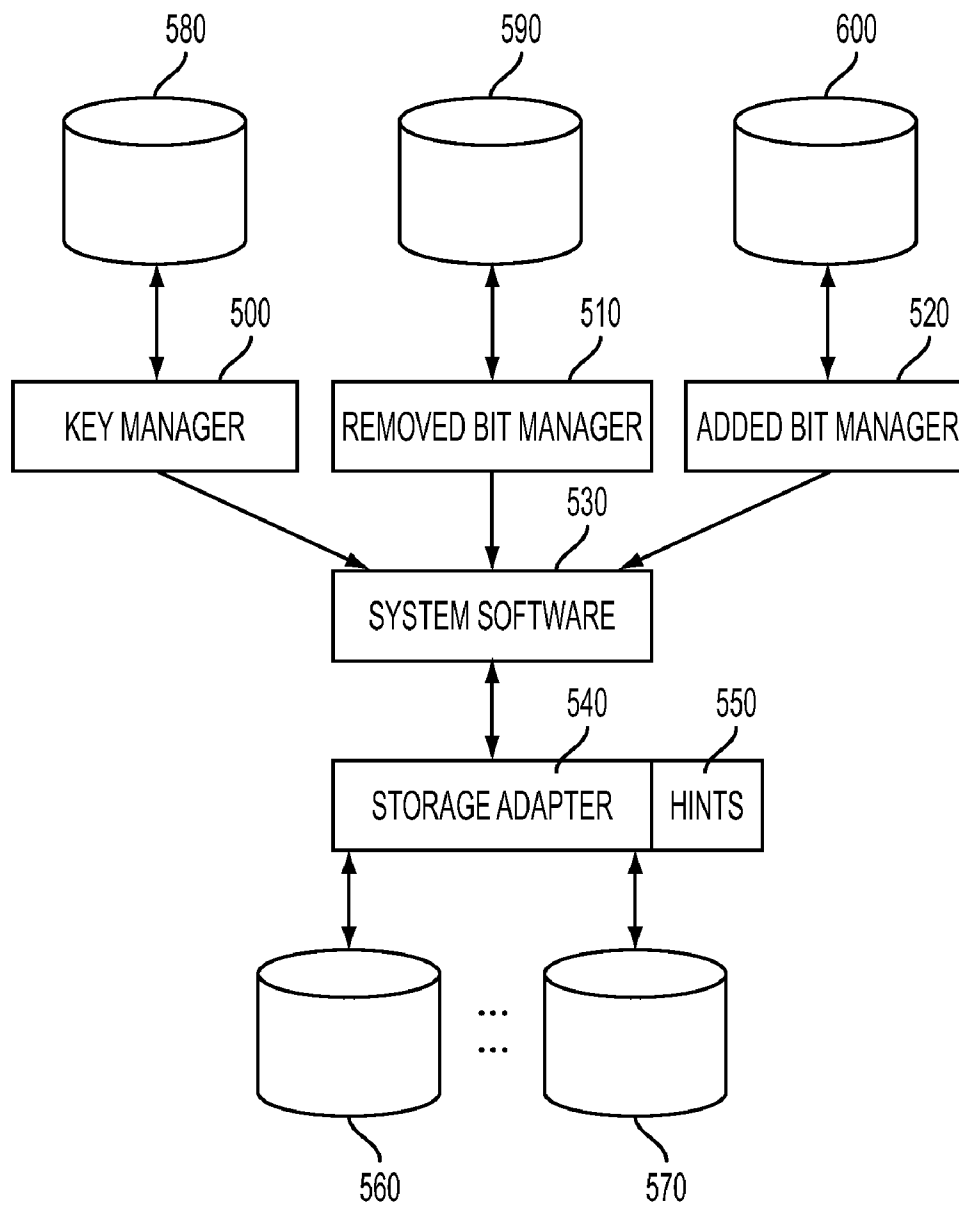 580
590
600
500
510
520
KEY MANAGER
REMOVED BIT MANAGER
ADDED BIT MANAGER
530
SYSTEM SOFTWARE
540
550
STORAGE ADAPTER
HINTS
...
...
560
570